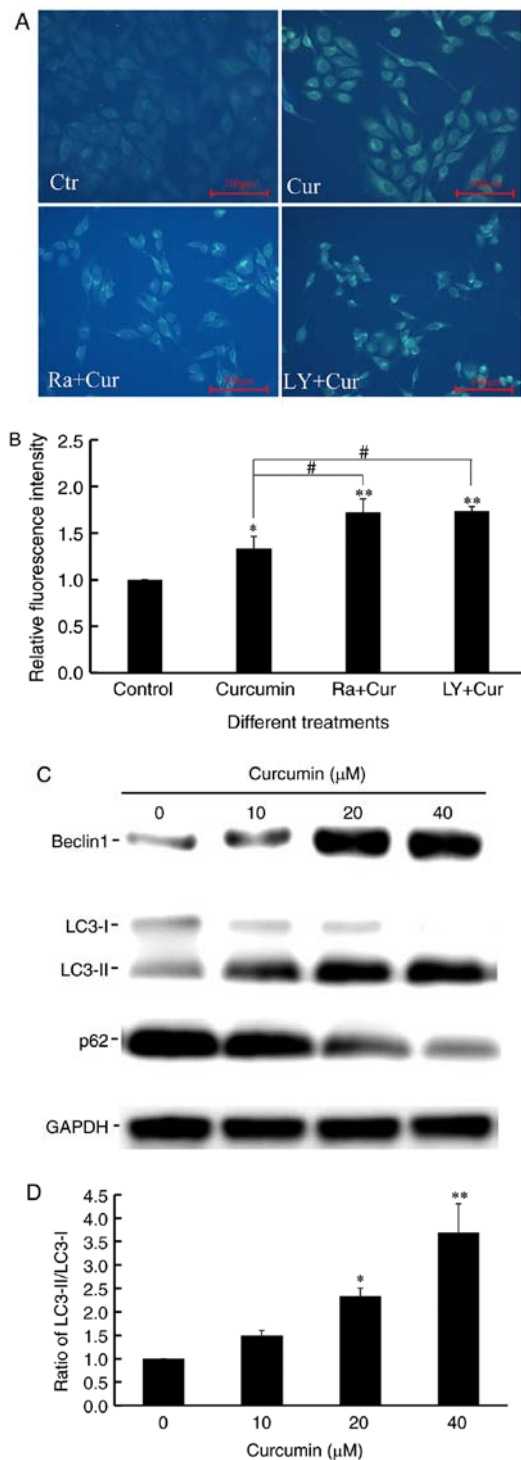 A
Ctr
100μm
Cur
Ra+Cur
LY+Cur
B
Relative fluorescence intensity
2.5
2.0
1.5
1.0
0.5
0.0
#
#
*
**
**
Control Curcumin Ra+Cur LY+Cur
Different treatments
C
Curcumin (μM)
0 10 20 40
Beclin1
LC3-I
LC3-II
p62
GAPDH
D
Ratio of LC3-II/LC3-I
4.5
4.0
3.5
3.0
2.5
2.0
1.5
1.0
0.5
0.0
*
**
0 10 20 40
Curcumin (μM)